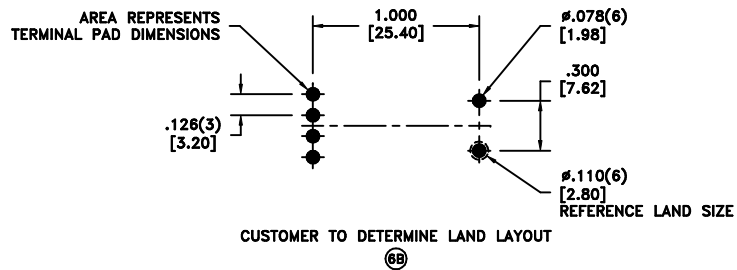 AREA REPRESENTS
TERMINAL PAD DIMENSIONS
1.000
[25.40]
ø.078(6)
[1.98]
.300
[7.62]
.126(3)
[3.20]
ø.110(6)
[2.80]
REFERENCE LAND SIZE
CUSTOMER TO DETERMINE LAND LAYOUT
6B